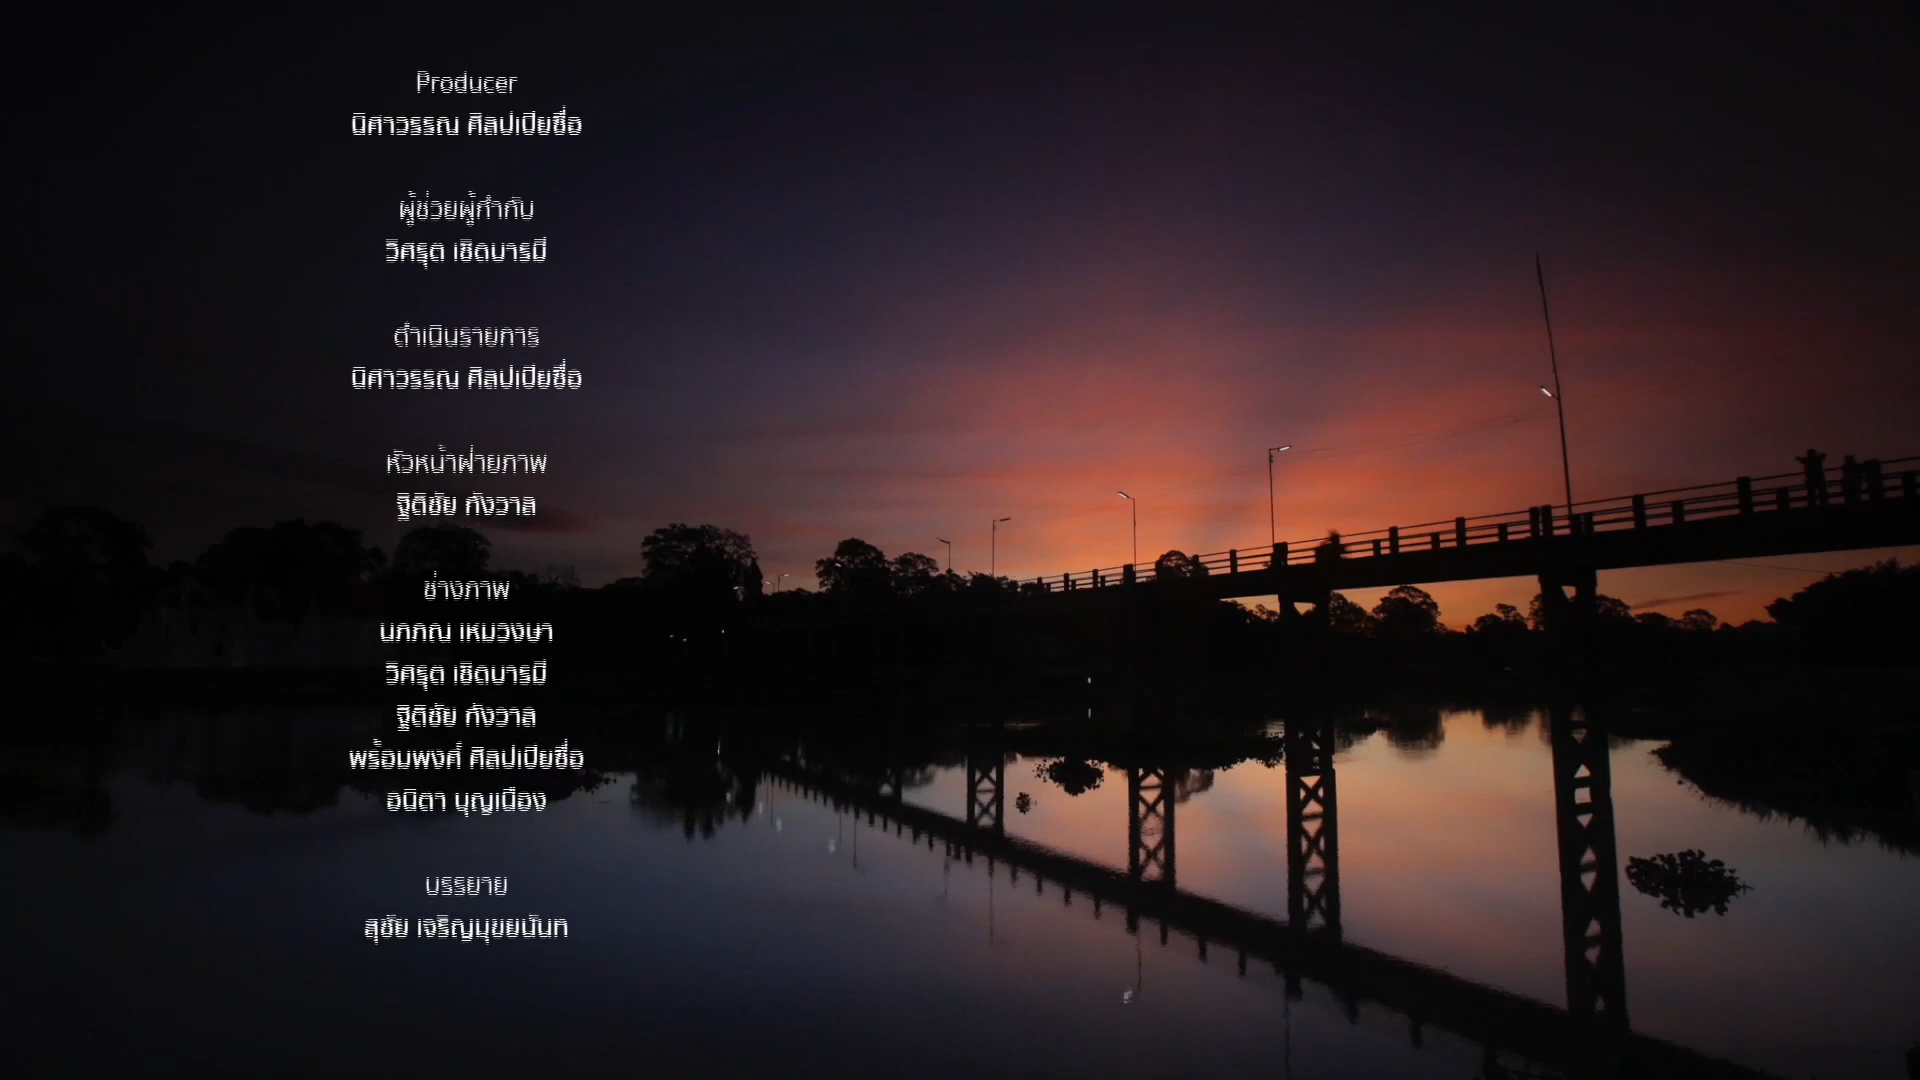 Producer
นิศาวรรณ ศิลปเปียซื่อ
ผู้ช่วยผู้กำกับ
วิศรุต เชิดบารมี
ดำเนินรายการ
นิศาวรรณ ศิลปเปียซื่อ
หัวหน้าฝ่ายภาพ
ฐิติชัย กังวาล
ช่างภาพ
นภภณ เหมวงษา
วิศรุต เชิดบารมี
ฐิติชัย กังวาล
พร้อมพงศ์ ศิลปเปียซื่อ
อนิตา บุญเนือง
บรรยาย
สุชัย เจริญมุขยนันท